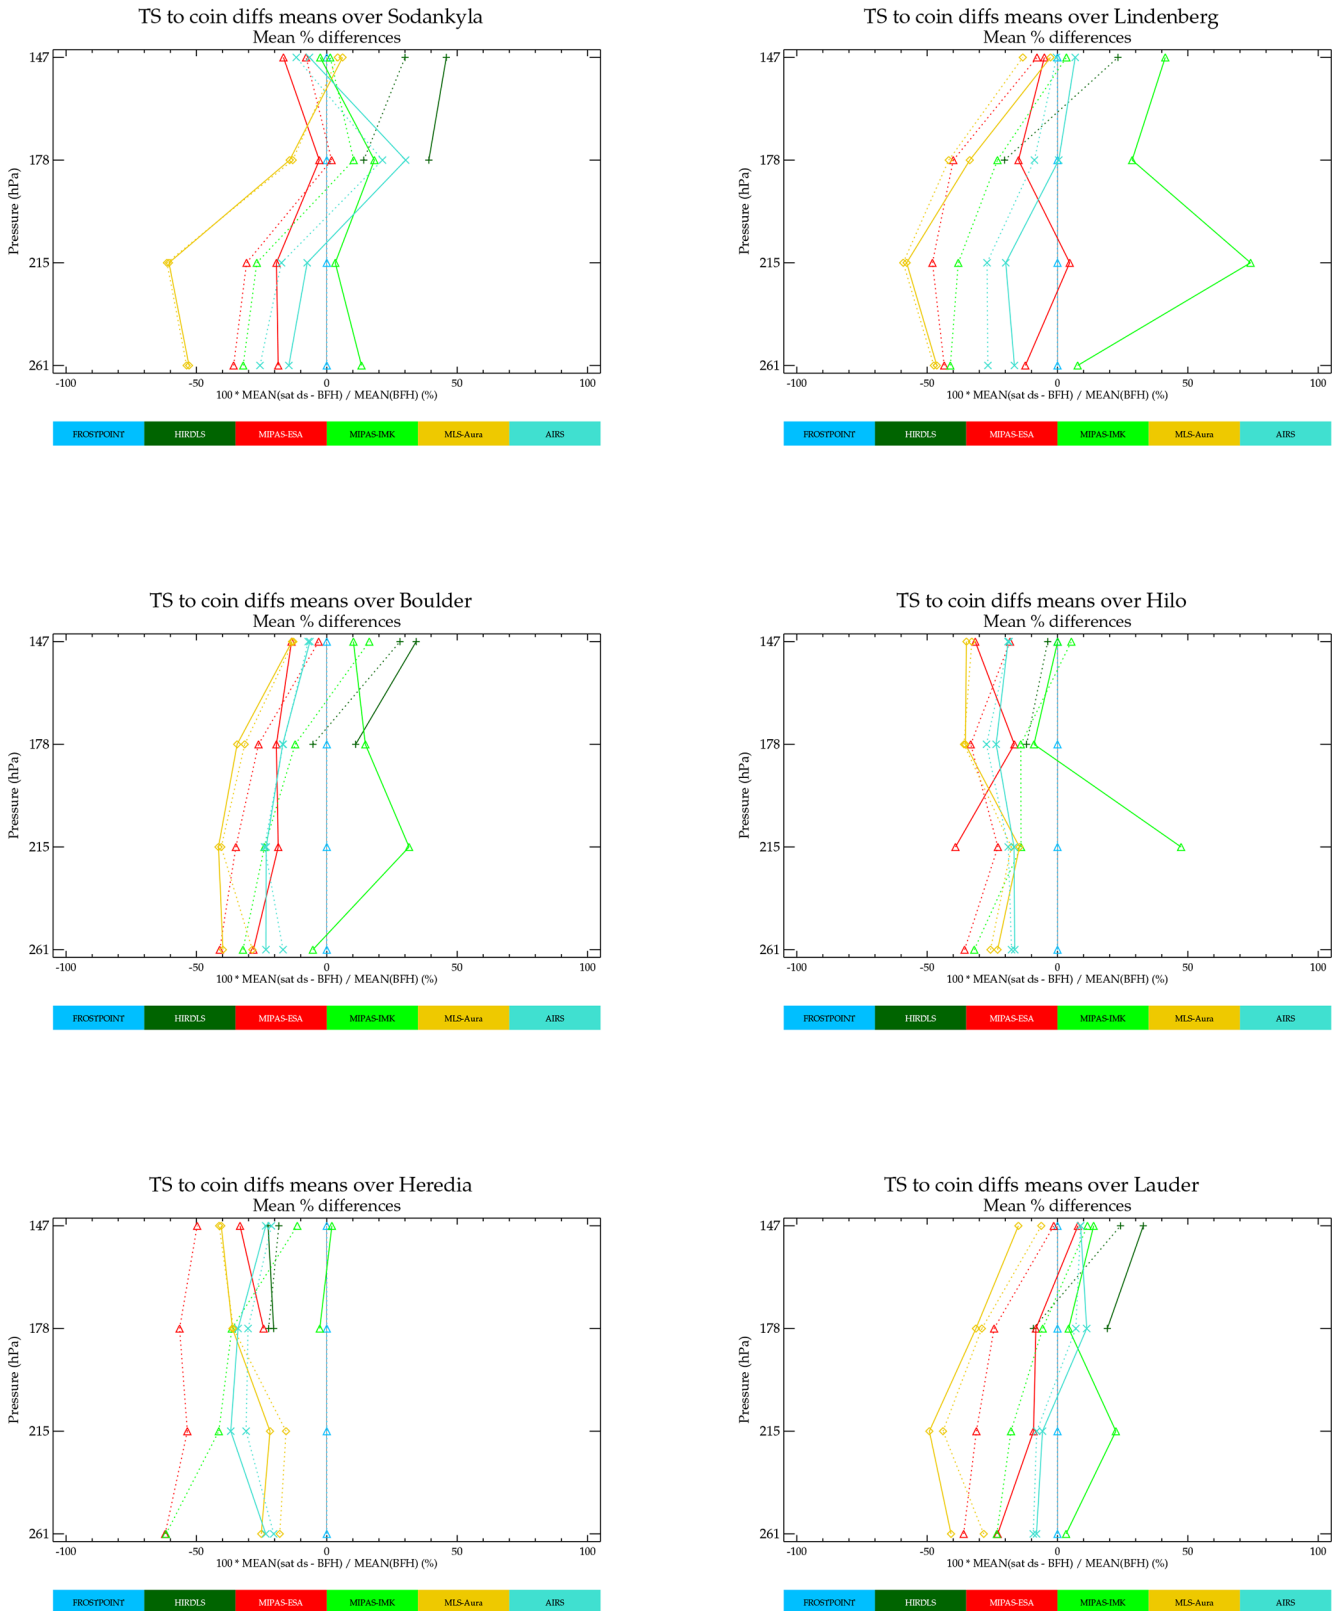 TS to coin diffs means over Sodankyla
Mean % differences
147
178
215
261
Pressure (hPa)
-100 -50 0 50 100
100 * MEAN(sat ds - BFH) / MEAN(BFH) (%)
FROSTPOINT HIRDLS MIPAS-ESA MIPAS-IMK MLS-Aura AIRS
TS to coin diffs means over Lindenberg
Mean % differences
147
178
215
261
Pressure (hPa)
-100 -50 0 50 100
100 * MEAN(sat ds - BFH) / MEAN(BFH) (%)
FROSTPOINT HIRDLS MIPAS-ESA MIPAS-IMK MLS-Aura AIRS
TS to coin diffs means over Boulder
Mean % differences
147
178
215
261
Pressure (hPa)
-100 -50 0 50 100
100 * MEAN(sat ds - BFH) / MEAN(BFH) (%)
FROSTPOINT HIRDLS MIPAS-ESA MIPAS-IMK MLS-Aura AIRS
TS to coin diffs means over Hilo
Mean % differences
147
178
215
261
Pressure (hPa)
-100 -50 0 50 100
100 * MEAN(sat ds - BFH) / MEAN(BFH) (%)
FROSTPOINT HIRDLS MIPAS-ESA MIPAS-IMK MLS-Aura AIRS
TS to coin diffs means over Heredia
Mean % differences
147
178
215
261
Pressure (hPa)
-100 -50 0 50 100
100 * MEAN(sat ds - BFH) / MEAN(BFH) (%)
FROSTPOINT HIRDLS MIPAS-ESA MIPAS-IMK MLS-Aura AIRS
TS to coin diffs means over Lauder
Mean % differences
147
178
215
261
Pressure (hPa)
-100 -50 0 50 100
100 * MEAN(sat ds - BFH) / MEAN(BFH) (%)
FROSTPOINT HIRDLS MIPAS-ESA MIPAS-IMK MLS-Aura AIRS